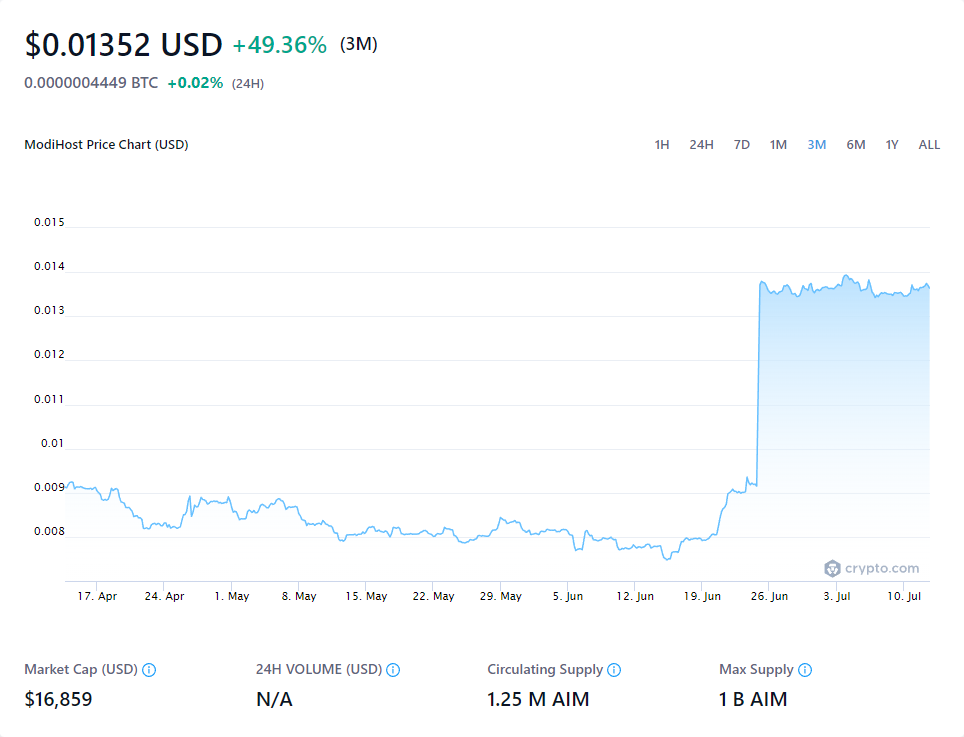 $0.01352 USD +49.36% (3M)
0.0000004449 BTC +0.02% (24H)
ModiHost Price Chart (USD) 1H 24H 7D 1M 3M 6M 1Y ALL
0.015
0.014
0.013
0.012
0.011
0.01
0.009
0.008
crypto.com
17. Apr 24. Apr 1. May 8. May 15. May 22. May 29. May 5. Jun 12. Jun 19. Jun 26. Jun 3. Jul 10. Jul
Market Cap (USD) 24H VOLUME (USD) Circulating Supply Max Supply
$16,859 N/A 1.25 M AIM 1 B AIM